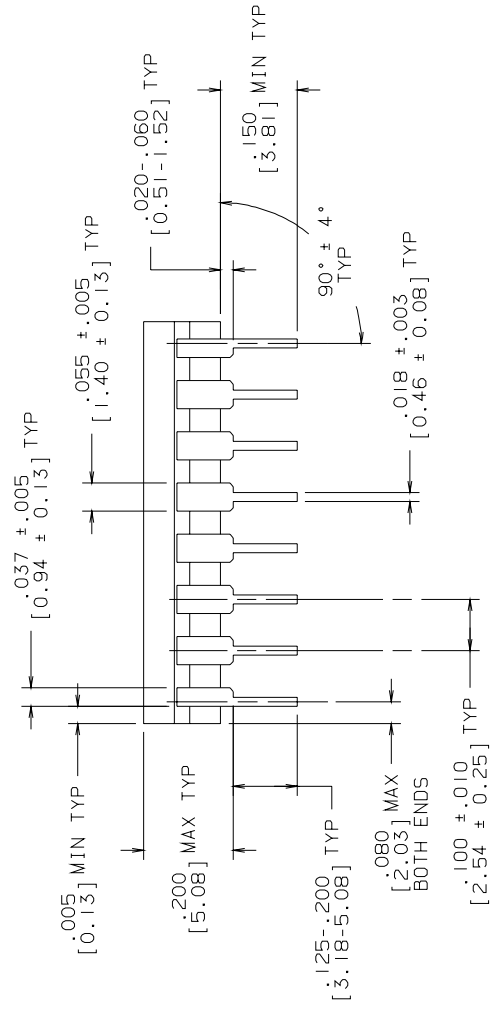 .037 ±.005
[0.94 ± 0.13] TYP
.005
[0.13] MIN TYP
.055 ±.005
[1.40 ± 0.13] TYP
.020-.060
[0.51-1.52] TYP
.200
[5.08] MAX TYP
.150
[3.81] MIN TYP
.125-.200
[3.18-5.08] TYP
90° ± 4°
TYP
.080
[2.03] MAX
BOTH ENDS
.018 ±.003
[0.46 ± 0.08] TYP
.100 ±.010
[2.54 ± 0.25] TYP